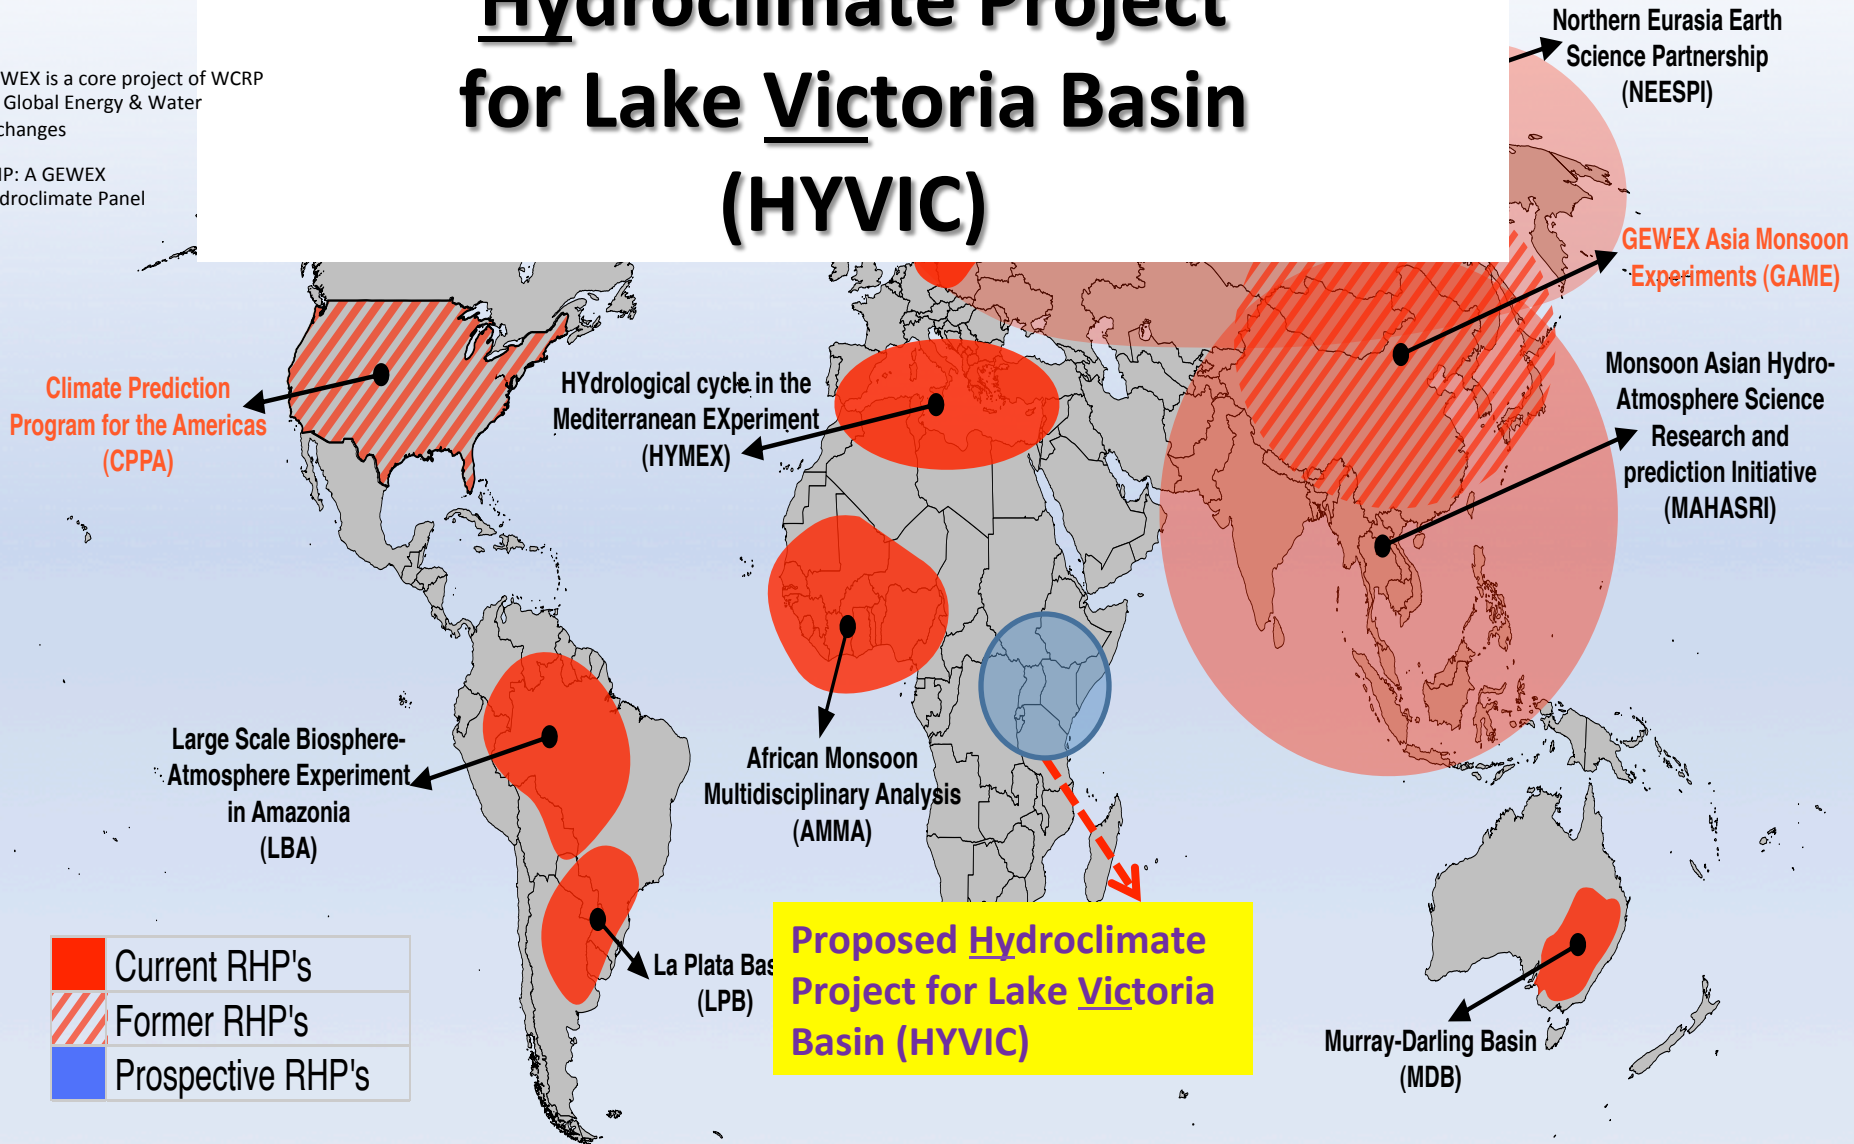 Hydroclimate Project
for Lake Victoria Basin
(HYVIC)
WEX is a core project of WCRP
Global Energy & Water
changes
IP: A GEWEX
droclimate Panel
Northern Eurasia Earth
Science Partnership
(NEESPI)
GEWEX Asia Monsoon
Experiments (GAME)
Monsoon Asian Hydro-
Atmosphere Science
Research and
prediction Initiative
(MAHASRI)
Climate Prediction
Program for the Americas
(CPPA)
HYdrological cycle in the
Mediterranean EXperiment
(HYMEX)
Large Scale Biosphere-
Atmosphere Experiment
in Amazonia
(LBA)
African Monsoon
Multidisciplinary Analysis
(AMMA)
La Plata Bas
(LPB)
Proposed Hydroclimate
Project for Lake Victoria
Basin (HYVIC)
Murray-Darling Basin
(MDB)
Current RHP's
Former RHP's
Prospective RHP's